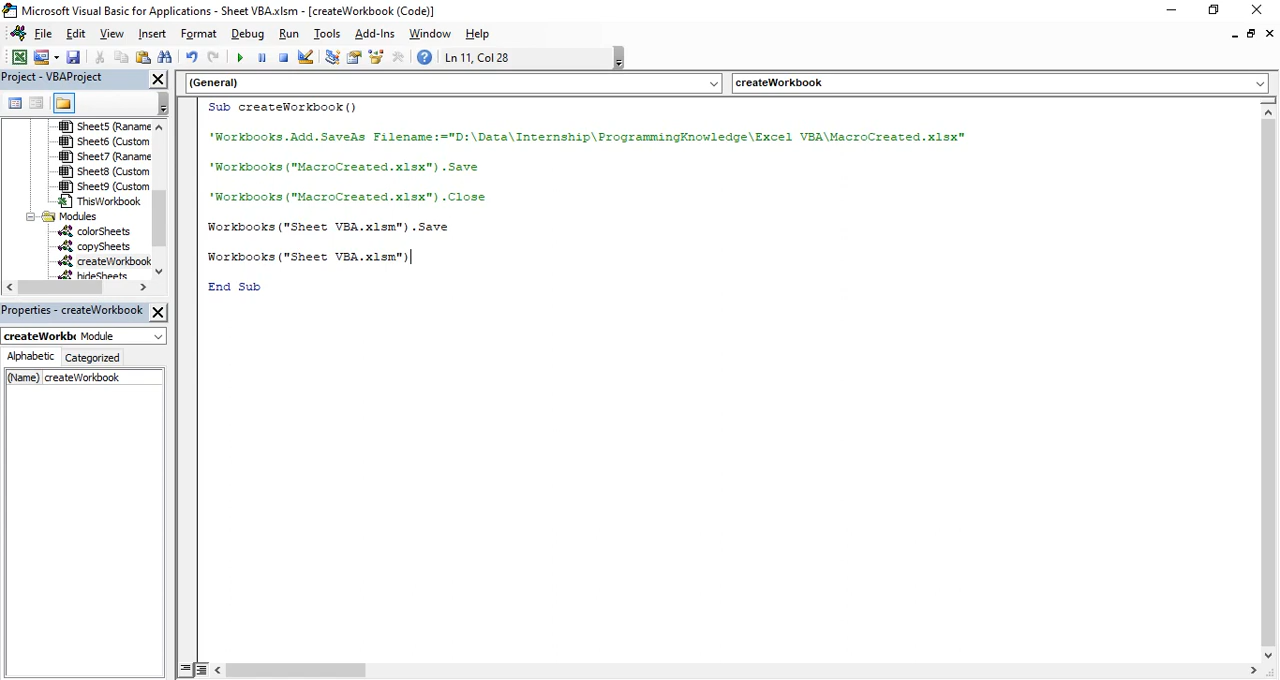 Microsoft Visual Basic for Applications - Sheet VBA.xlsm - [createWorkbook (Code)]
File Edit View Insert Format Debug Run Tools Add-Ins Window Help
Ln 11, Col 28
Project - VBAProject
(General) createWorkbook
Sheet5 (Raname
Sheet6 (Custom
Sheet7 (Raname
Sheet8 (Custom
Sheet9 (Custom
ThisWorkbook
Modules
colorSheets
copySheets
createWorkbook
hideSheets
Properties - createWorkbook
createWorkbo Module
Alphabetic Categorized
(Name) createWorkbook
Sub createWorkbook()
'Workbooks.Add.SaveAs Filename:="D:\Data\Internship\ProgrammingKnowledge\Excel VBA\MacroCreated.xlsx"
'Workbooks("MacroCreated.xlsx").Save
'Workbooks("MacroCreated.xlsx").Close
Workbooks("Sheet VBA.xlsm").Save
Workbooks("Sheet VBA.xlsm")
End Sub